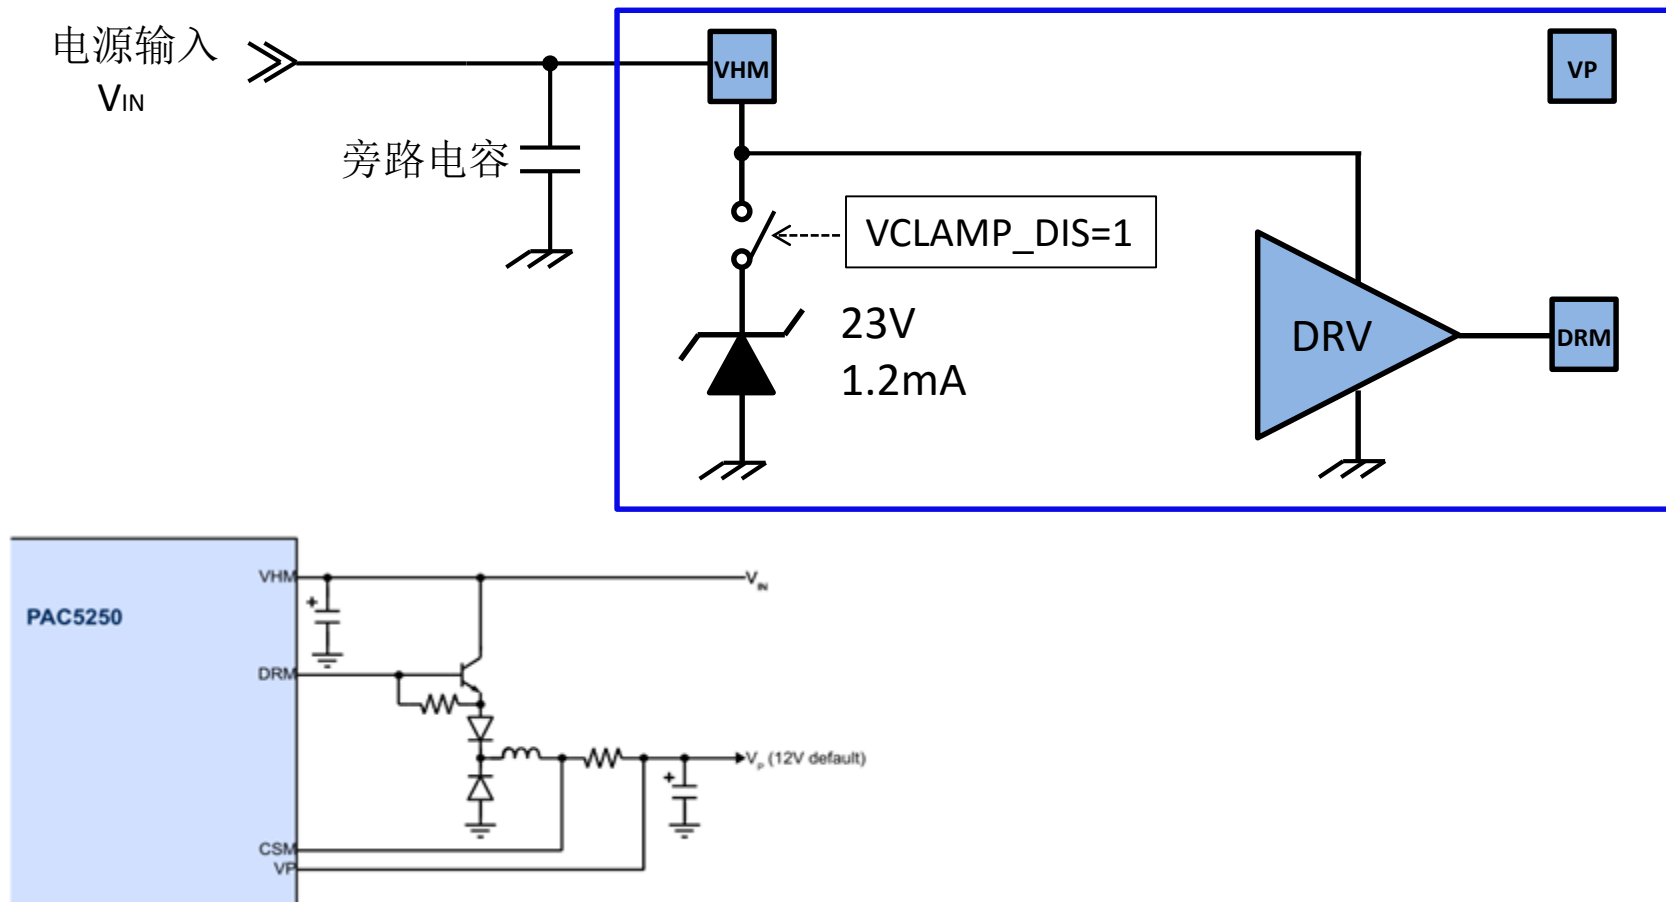 电源输入
VIN
VHM
VP
旁路电容
VCLAMP_DIS=1
23V
1.2mA
DRV
DRM
VHM
VIN
PAC5250
DRM
VP (12V default)
CSM
VP